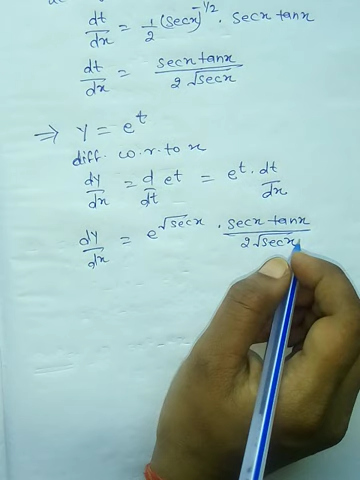 dt/dx = 1/2 (secx)^-1/2 . secx tanx
dt/dx = secx tanx / 2√secx
⇒ y = e^t
diff. w.r.to x
dy/dx = d/dt e^t = e^t . dt/dx
dy/dx = e^√secx . secx tanx / 2√secx